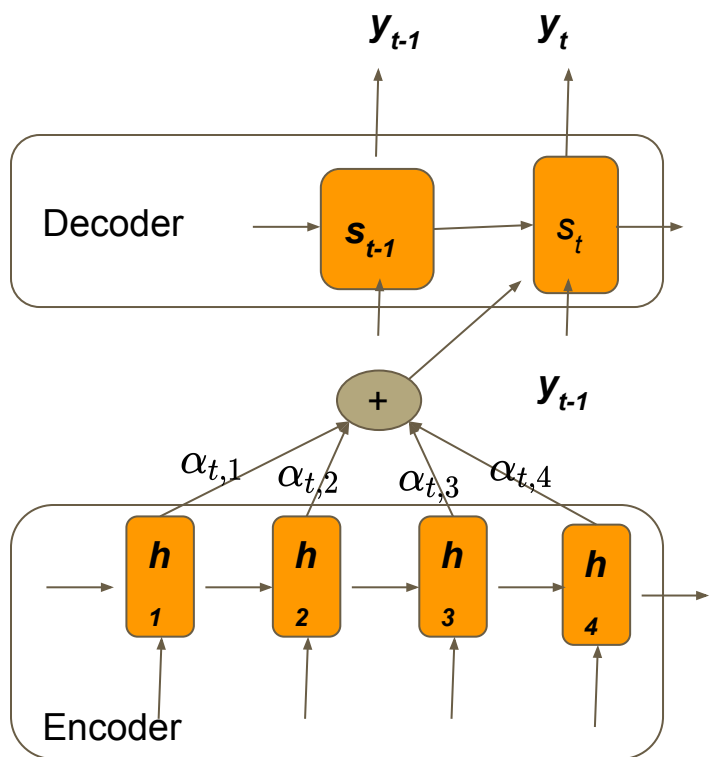 y_{t-1} y_t
Decoder
s_{t-1} s_t
+
y_{t-1}
α_{t,1} α_{t,2} α_{t,3} α_{t,4}
h h h h
1 2 3 4
Encoder